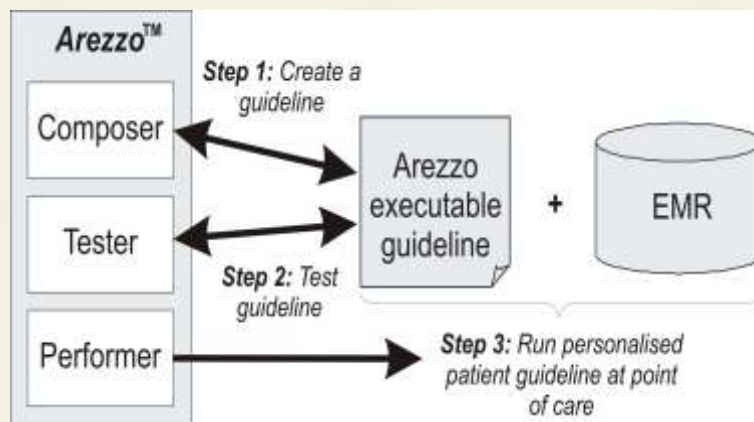 Arezzo™
Composer
Tester
Performer
Step 1: Create a
guideline
Step 2: Test
guideline
Arezzo
executable
guideline
+
EMR
Step 3: Run personalised
patient guideline at point
of care